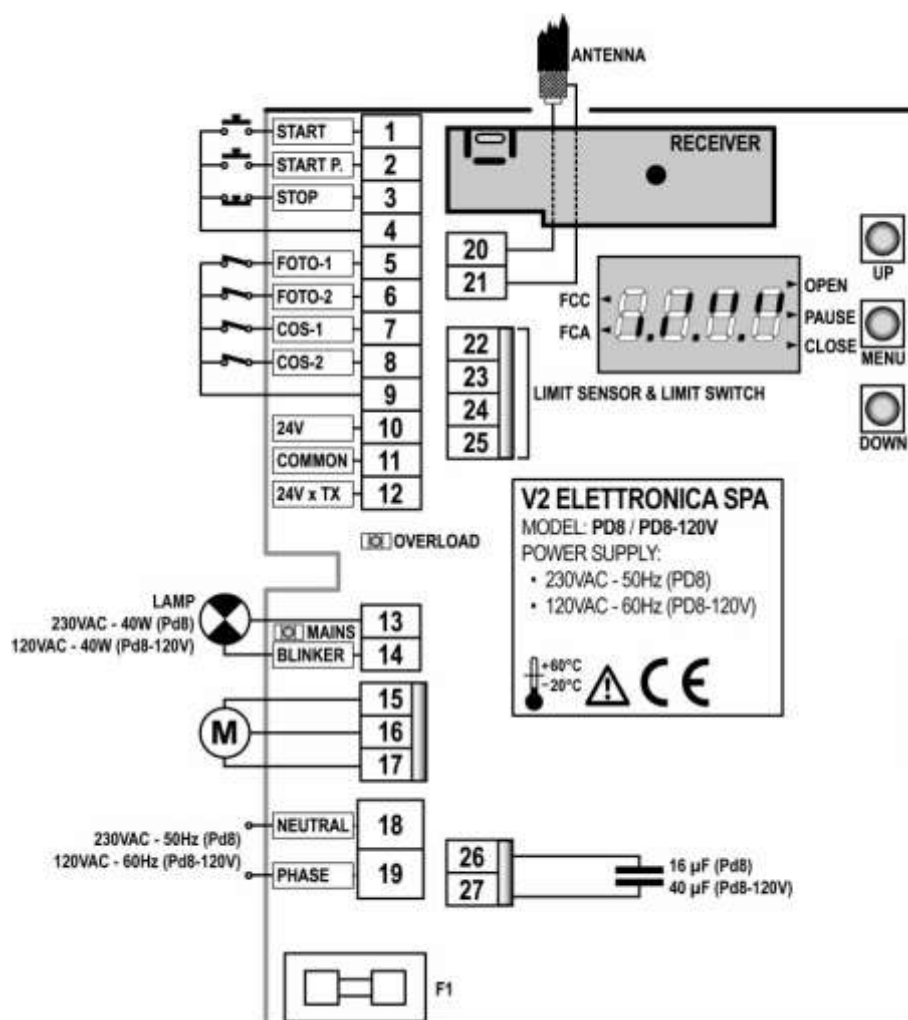 ANTENNA
START 1
START P. 2
STOP 3
4
FOTO-1 5
FOTO-2 6
COS-1 7
COS-2 8
9
24V 10
COMMON 11
24V x TX 12
RECEIVER
20
21
FCC
FCA
OPEN
PAUSE
CLOSE
UP
MENU
DOWN
22
23
24
25
LIMIT SENSOR & LIMIT SWITCH
V2 ELETTRONICA SPA
MODEL: PD8 / PD8-120V
POWER SUPPLY:
• 230VAC - 50Hz (PD8)
• 120VAC - 60Hz (PD8-120V)
+60°C
-20°C
CE
OVERLOAD
LAMP
230VAC - 40W (Pd8)
120VAC - 40W (Pd8-120V)
13
MAINS
BLINKER 14
15
M 16
17
NEUTRAL 18
230VAC - 50Hz (Pd8)
120VAC - 60Hz (Pd8-120V)
PHASE 19
26
27
16 µF (Pd8)
40 µF (Pd8-120V)
F1